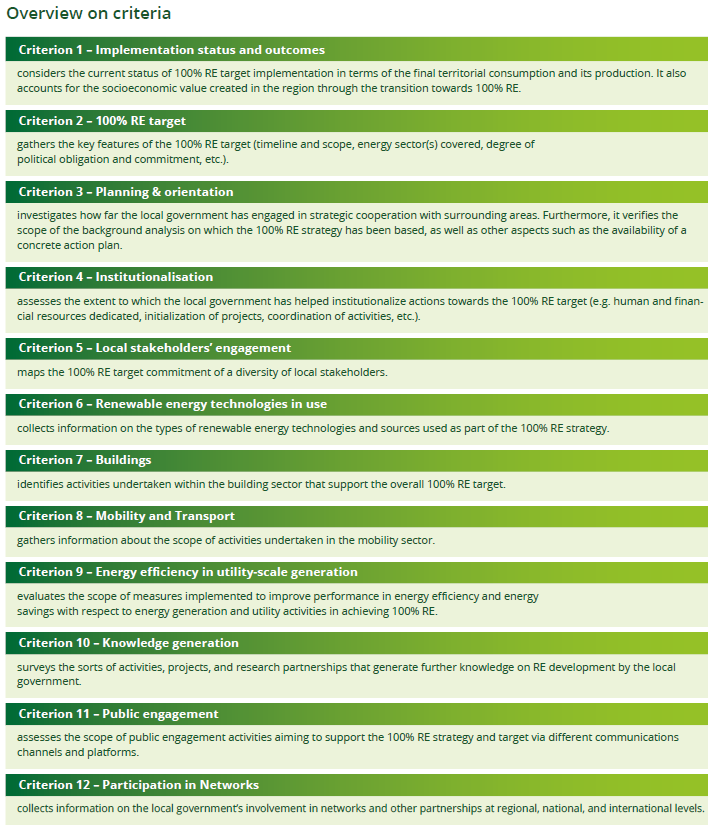 Overview on criteria
Criterion 1 – Implementation status and outcomes
considers the current status of 100% RE target implementation in terms of the final territorial consumption and its production. It also
accounts for the socioeconomic value created in the region through the transition towards 100% RE.
Criterion 2 – 100% RE target
gathers the key features of the 100% RE target (timeline and scope, energy sector(s) covered, degree of
political obligation and commitment, etc.).
Criterion 3 – Planning & orientation
investigates how far the local government has engaged in strategic cooperation with surrounding areas. Furthermore, it verifies the
scope of the background analysis on which the 100% RE strategy has been based, as well as other aspects such as the availability of a
concrete action plan.
Criterion 4 – Institutionalisation
assesses the extent to which the local government has helped institutionalize actions towards the 100% RE target (e.g. human and finan-
cial resources dedicated, initialization of projects, coordination of activities, etc.).
Criterion 5 – Local stakeholders’ engagement
maps the 100% RE target commitment of a diversity of local stakeholders.
Criterion 6 – Renewable energy technologies in use
collects information on the types of renewable energy technologies and sources used as part of the 100% RE strategy.
Criterion 7 – Buildings
identifies activities undertaken within the building sector that support the overall 100% RE target.
Criterion 8 – Mobility and Transport
gathers information about the scope of activities undertaken in the mobility sector.
Criterion 9 – Energy efficiency in utility-scale generation
evaluates the scope of measures implemented to improve performance in energy efficiency and energy
savings with respect to energy generation and utility activities in achieving 100% RE.
Criterion 10 – Knowledge generation
surveys the sorts of activities, projects, and research partnerships that generate further knowledge on RE development by the local
government.
Criterion 11 – Public engagement
assesses the scope of public engagement activities aiming to support the 100% RE strategy and target via different communications
channels and platforms.
Criterion 12 – Participation in Networks
collects information on the local government’s involvement in networks and other partnerships at regional, national, and international levels.